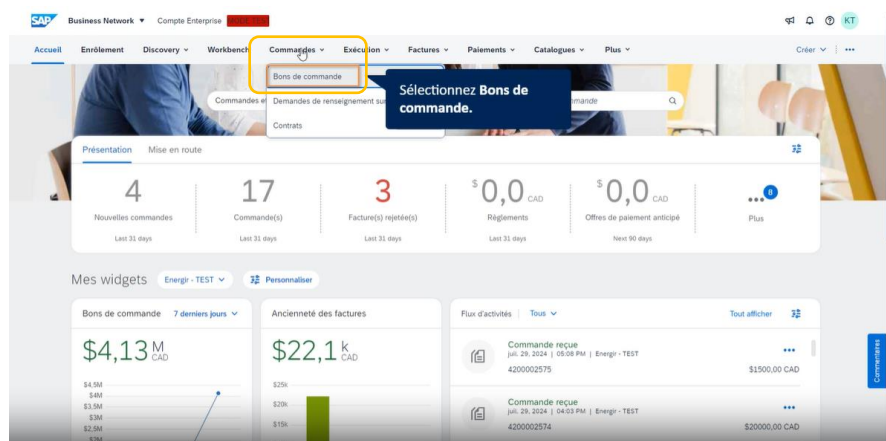 SAP Business Network Compte Enterprise MODE TEST KT
Accueil Enrôlement Discovery Workbench Commandes Exécution Factures Paiements Catalogues Plus Créer
Bons de commande
Sélectionnez Bons de
commande.
Commandes
Demandes de renseignement sur
Contrats
Présentation Mise en route
4 17 3 $0,0 CAD $0,0 CAD ... 8
Nouvelles commandes Commande(s) Facture(s) rejetée(s) Règlements Offres de paiement anticipé Plus
Last 31 days Last 31 days Last 31 days Last 31 days Next 90 days
Mes widgets Energir - TEST Personnaliser
Bons de commande 7 derniers jours Ancienneté des factures Flux d'activités Tous Tout afficher
$4,13 M CAD
$22,1 k CAD
Commande reçue
juil. 29, 2024 | 05:08 PM | Energir - TEST
4200002575 $1500,00 CAD
Commande reçue
juil. 29, 2024 | 04:03 PM | Energir - TEST
4200002574 $20000,00 CAD
$4,5M
$4M
$3,5M
$3M
$2,5M
$2M
$25k
$20k
$15k
Commentaires